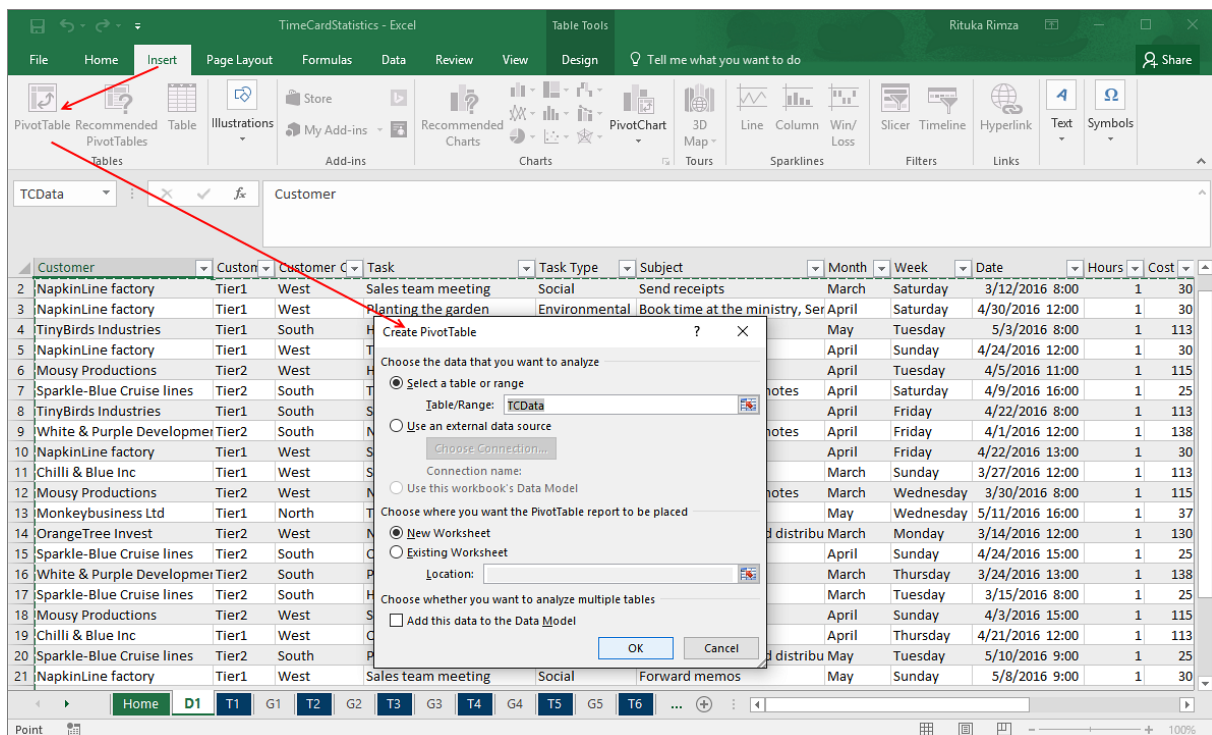 TimeCardStatistics - Excel Table Tools Rituka Rimza
File Home Insert Page Layout Formulas Data Review View Design Tell me what you want to do Share
PivotTable Recommended PivotTables Table Illustrations Store My Add-ins Recommended Charts PivotChart 3D Map Line Column Win/Loss Slicer Timeline Hyperlink Text Symbols
Tables Add-ins Charts Tours Sparklines Filters Links
TCData fx Customer
Customer Custom Customer C Task Task Type Subject Month Week Date Hours Cost
2 NapkinLine factory Tier1 West Sales team meeting Social Send receipts March Saturday 3/12/2016 8:00 1 30
3 NapkinLine factory Tier1 West Planting the garden Environmental Book time at the ministry, Ser April Saturday 4/30/2016 12:00 1 30
4 TinyBirds Industries Tier1 South H May Tuesday 5/3/2016 8:00 1 113
5 NapkinLine factory Tier1 West T April Sunday 4/24/2016 12:00 1 30
6 Mousy Productions Tier2 West H April Tuesday 4/5/2016 11:00 1 115
7 Sparkle-Blue Cruise lines Tier2 South T notes April Saturday 4/9/2016 16:00 1 25
8 TinyBirds Industries Tier1 South S April Friday 4/22/2016 8:00 1 113
9 White & Purple Developmer Tier2 South N notes April Friday 4/1/2016 12:00 1 138
10 NapkinLine factory Tier1 West S April Friday 4/22/2016 13:00 1 30
11 Chilli & Blue Inc Tier1 West S March Sunday 3/27/2016 12:00 1 113
12 Mousy Productions Tier2 West N notes March Wednesday 3/30/2016 8:00 1 115
13 Monkeybusiness Ltd Tier1 North T May Wednesday 5/11/2016 16:00 1 37
14 OrangeTree Invest Tier2 West N d distribu March Monday 3/14/2016 12:00 1 130
15 Sparkle-Blue Cruise lines Tier2 South C April Sunday 4/24/2016 15:00 1 25
16 White & Purple Developmer Tier2 South P March Thursday 3/24/2016 13:00 1 138
17 Sparkle-Blue Cruise lines Tier2 South H March Tuesday 3/15/2016 8:00 1 25
18 Mousy Productions Tier2 West S April Sunday 4/3/2016 15:00 1 115
19 Chilli & Blue Inc Tier1 West C April Thursday 4/21/2016 12:00 1 113
20 Sparkle-Blue Cruise lines Tier2 South P d distribu May Tuesday 5/10/2016 9:00 1 25
21 NapkinLine factory Tier1 West Sales team meeting Social Forward memos May Sunday 5/8/2016 9:00 1 30
Create PivotTable ?
Choose the data that you want to analyze
Select a table or range
Table/Range: TCData
Use an external data source
Choose Connection...
Connection name:
Use this workbook's Data Model
Choose where you want the PivotTable report to be placed
New Worksheet
Existing Worksheet
Location:
Choose whether you want to analyze multiple tables
Add this data to the Data Model
OK Cancel
Home D1 T1 G1 T2 G2 T3 G3 T4 G4 T5 G5 T6 ...
Point 100%